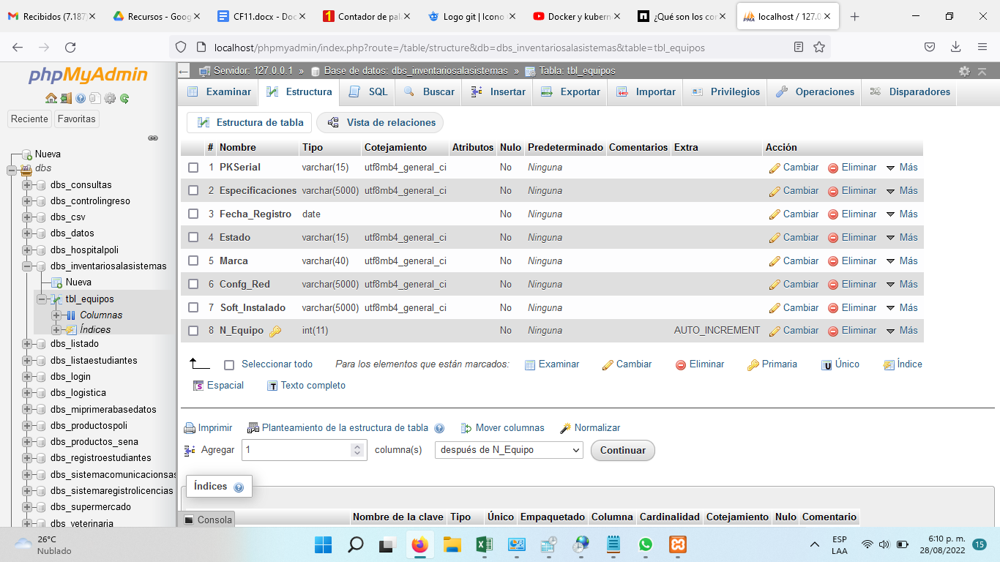 Recibidos (7.187)
Recursos - Goog
CF11.docx - Doc
Contador de pal
Logo git | Icono
Docker y kubern
¿Qué son los con
localhost / 127.0
localhost/phpmyadmin/index.php?route=/table/structure&db=dbs_inventariosalasistemas&table=tbl_equipos
phpMyAdmin
Reciente Favoritas
Nueva
dbs
dbs_consultas
dbs_controlingreso
dbs_csv
dbs_datos
dbs_hospitalpoli
dbs_inventariosalasistemas
Nueva
tbl_equipos
Columnas
Índices
dbs_listado
dbs_listaestudiantes
dbs_login
dbs_logistica
dbs_miprimerabasedatos
dbs_productospoli
dbs_productos_sena
dbs_registroestudiantes
dbs_sistemacomunicacionsas
dbs_sistemaregistrolicencias
dbs_supermercado
dbs_veterinaria
Servidor: 127.0.0.1 » Base de datos: dbs_inventariosalasistemas » Tabla: tbl_equipos
Examinar Estructura SQL Buscar Insertar Exportar Importar Privilegios Operaciones Disparadores
Estructura de tabla Vista de relaciones
# Nombre Tipo Cotejamiento Atributos Nulo Predeterminado Comentarios Extra Acción
1 PKSerial varchar(15) utf8mb4_general_ci No Ninguna Cambiar Eliminar Más
2 Especificaciones varchar(5000) utf8mb4_general_ci No Ninguna Cambiar Eliminar Más
3 Fecha_Registro date No Ninguna Cambiar Eliminar Más
4 Estado varchar(15) utf8mb4_general_ci No Ninguna Cambiar Eliminar Más
5 Marca varchar(40) utf8mb4_general_ci No Ninguna Cambiar Eliminar Más
6 Confg_Red varchar(5000) utf8mb4_general_ci No Ninguna Cambiar Eliminar Más
7 Soft_Instalado varchar(5000) utf8mb4_general_ci No Ninguna Cambiar Eliminar Más
8 N_Equipo int(11) No Ninguna AUTO_INCREMENT Cambiar Eliminar Más
Seleccionar todo Para los elementos que están marcados: Examinar Cambiar Eliminar Primaria Único Índice
Espacial Texto completo
Imprimir Planteamiento de la estructura de tabla Mover columnas Normalizar
Agregar 1 columna(s) después de N_Equipo Continuar
Índices
Consola
Nombre de la clave Tipo Único Empaquetado Columna Cardinalidad Cotejamiento Nulo Comentario
26°C
Nublado
ESP
LAA
6:10 p. m.
28/08/2022
15